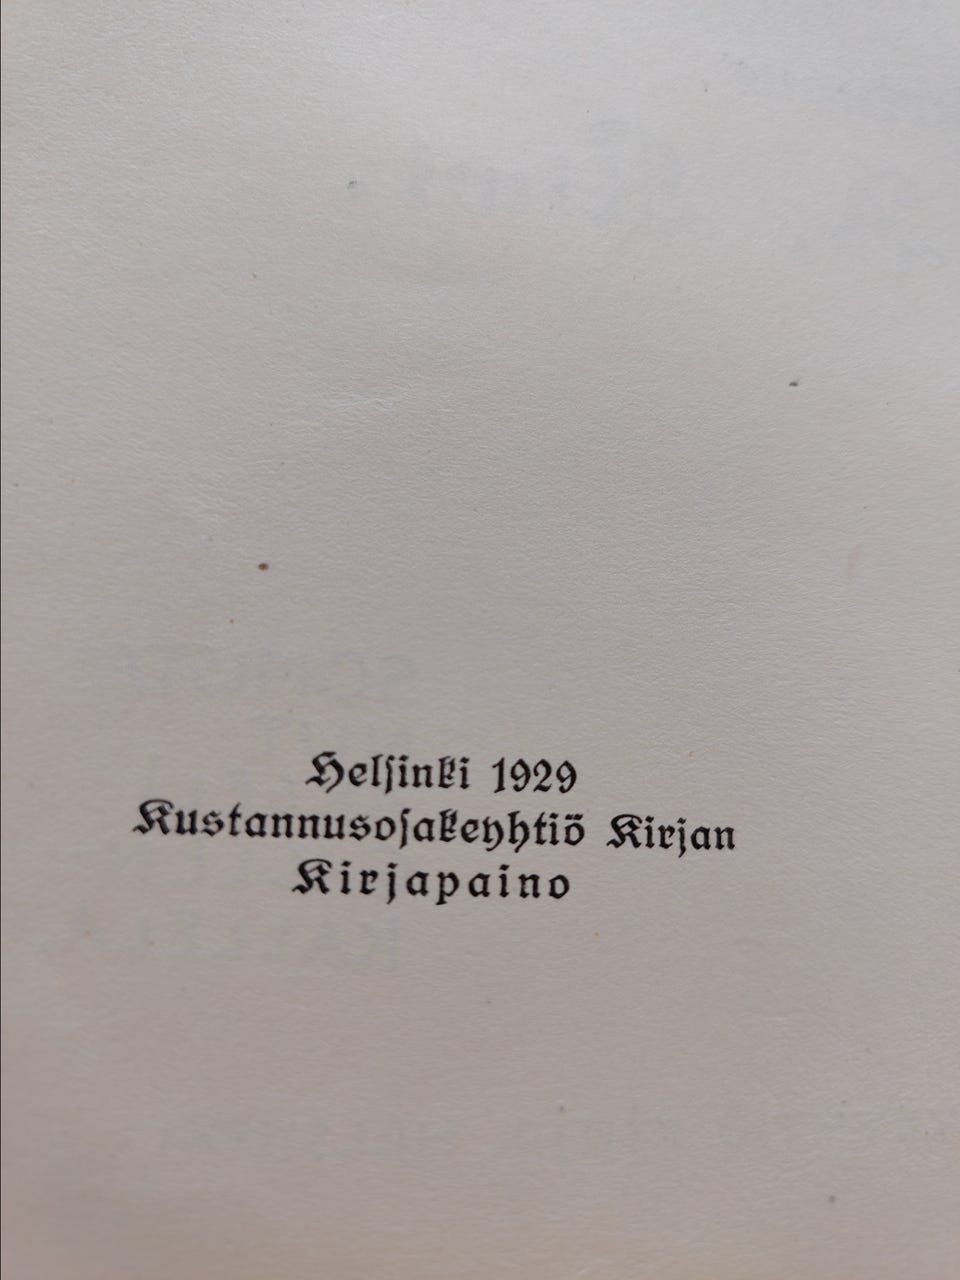 Helsinki 1929
Kustannusosakeyhtiö Kirjan
Kirjapaino